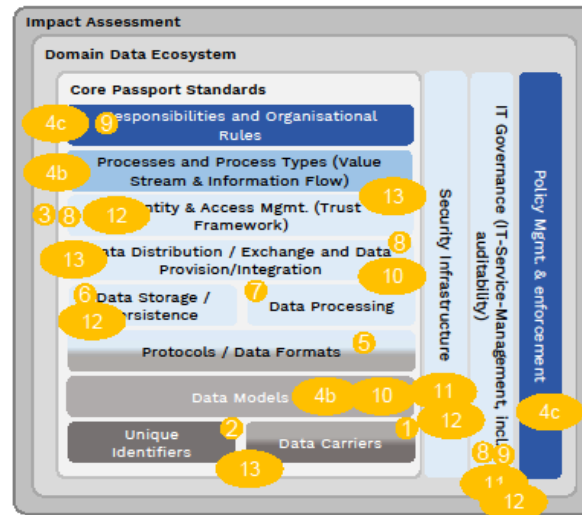 Impact Assessment
Domain Data Ecosystem
Core Passport Standards
4c 9 esponsibilities and Organisational
Rules
4b Processes and Process Types (Value
Stream & Information Flow)
13
3 8 12 ntity & Access Mgmt. (Trust
Framework)
8
13 ata Distribution / Exchange and Data
Provision/Integration
10
6 Data Storage /
12 ersistence
7 Data Processing
Protocols / Data Formats 5
Data Models 4b 10 11
12
Unique 2
Identifiers
Data Carriers 1
13
Security Infrastructure
IT Governance (IT-Service-Management, incl.
auditability)
8 9
11
12
Policy Mgmt. & enforcement
4c